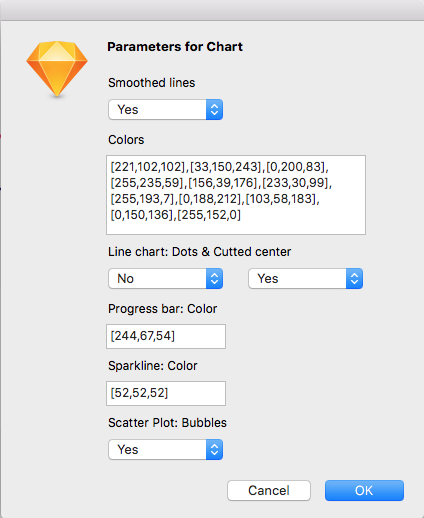 Parameters for Chart
Smoothed lines
Yes
Colors
[221,102,102],[33,150,243],[0,200,83],
[255,235,59],[156,39,176],[233,30,99],
[255,193,7],[0,188,212],[103,58,183],
[0,150,136],[255,152,0]
Line chart: Dots & Cutted center
No Yes
Progress bar: Color
[244,67,54]
Sparkline: Color
[52,52,52]
Scatter Plot: Bubbles
Yes
Cancel OK